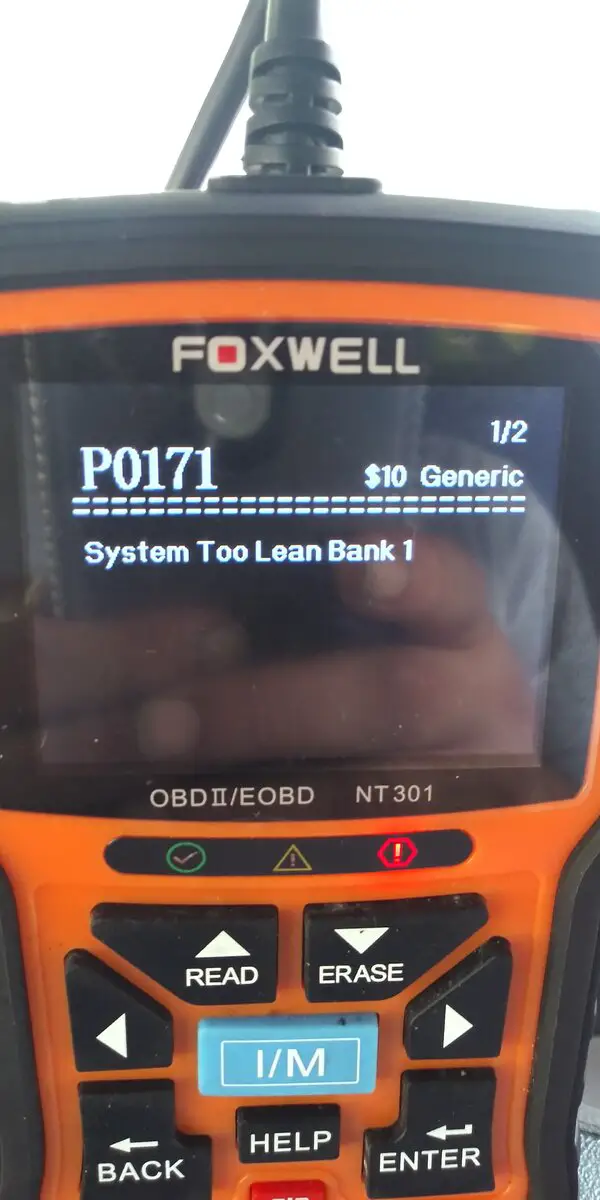 FOXWELL
1/2
P0171 $10 Generic
System Too Lean Bank 1
OBDII/EOBD NT301
READ ERASE
I/M
BACK HELP ENTER